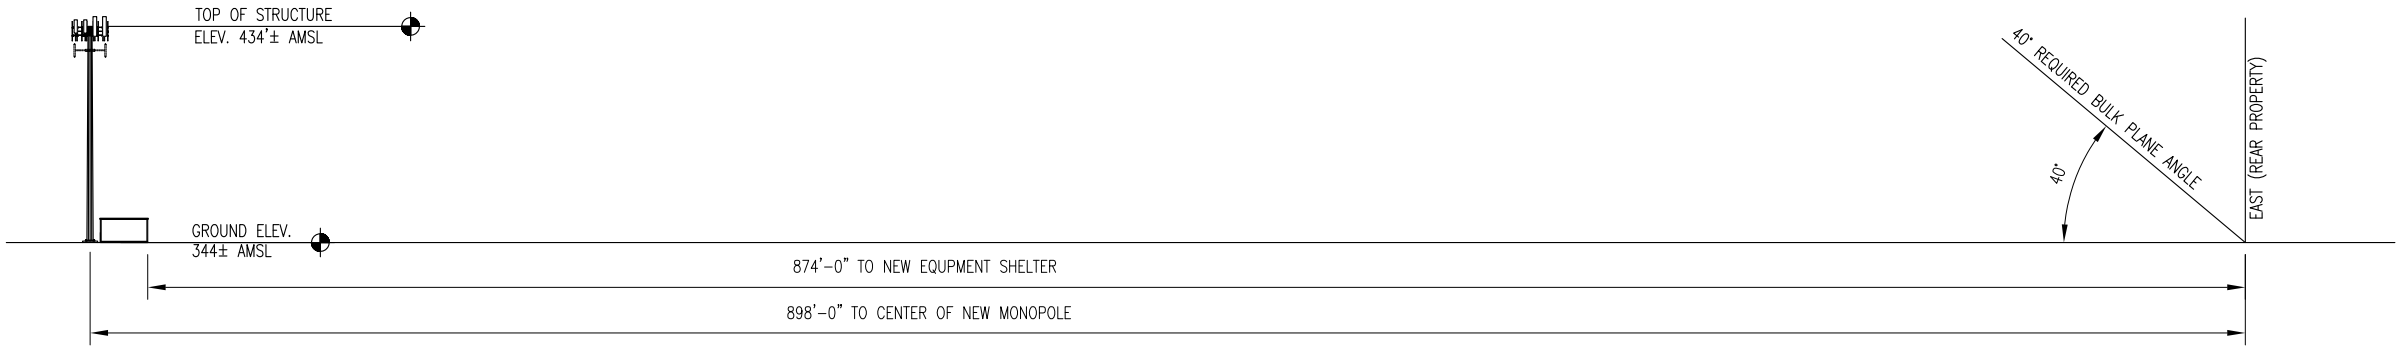 TOP OF STRUCTURE
ELEV. 434'± AMSL
40° REQUIRED BULK PLANE ANGLE
40°
EAST (REAR PROPERTY)
GROUND ELEV.
344± AMSL
874'-0" TO NEW EQUPMENT SHELTER
898'-0" TO CENTER OF NEW MONOPOLE